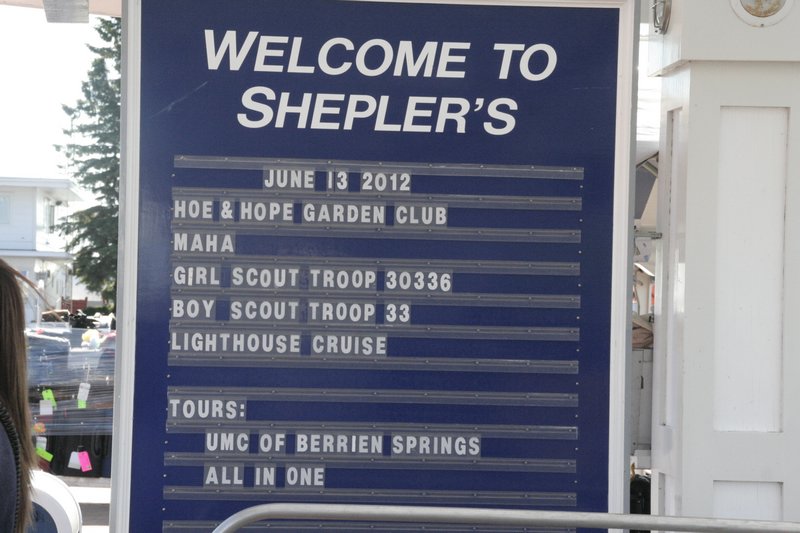 WELCOME TO
SHEPLER'S
JUNE 13 2012
HOE & HOPE GARDEN CLUB
MAHA
GIRL SCOUT TROOP 30336
BOY SCOUT TROOP 33
LIGHTHOUSE CRUISE
TOURS:
UMC OF BERRIEN SPRINGS
ALL IN ONE